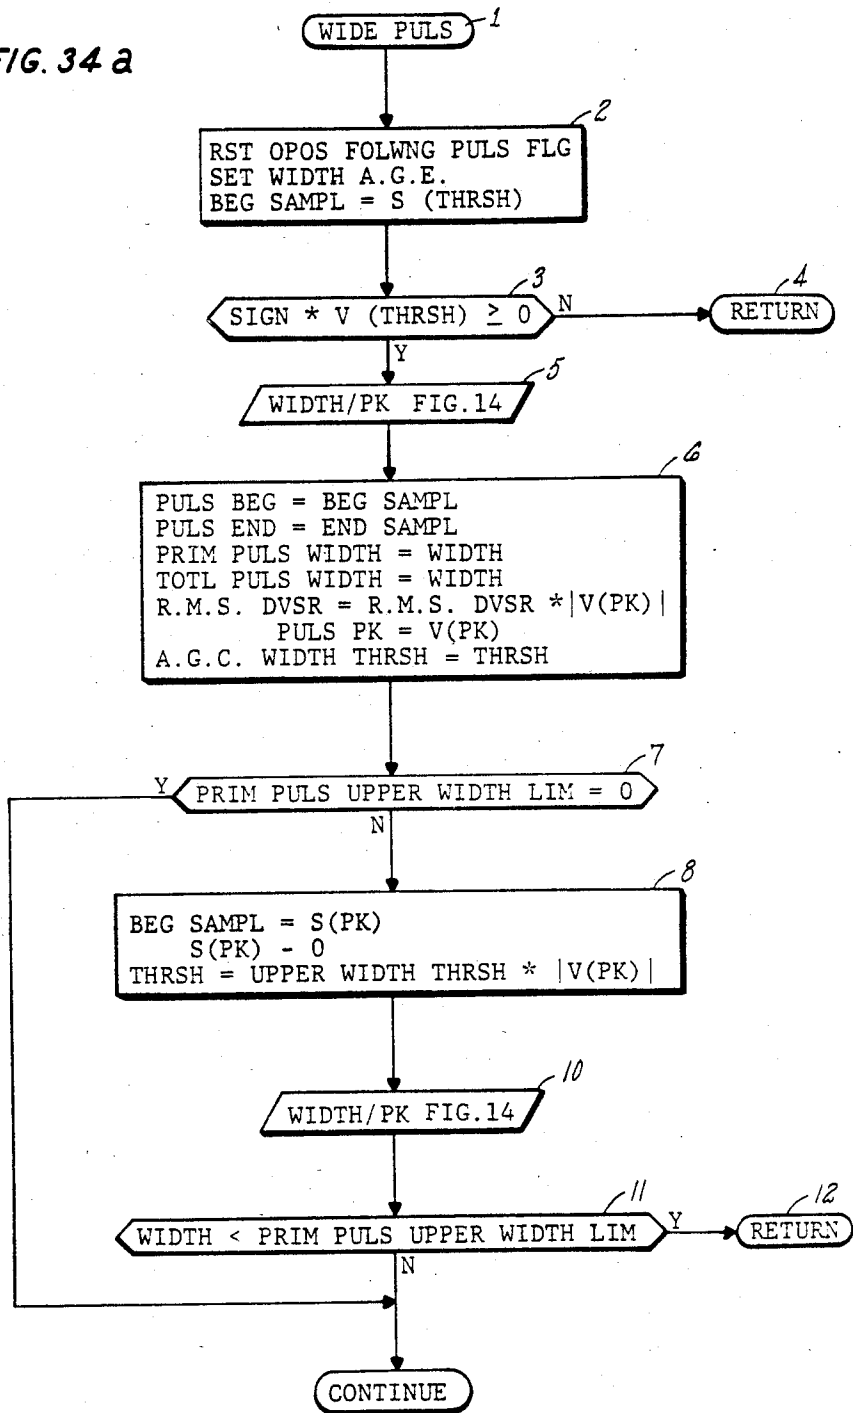 WIDE PULS
1
FIG. 34 a
2
RST OPOS FOLWNG PULS FLG
SET WIDTH A.G.E.
BEG SAMPL = S (THRSH)
3
SIGN * V (THRSH) ≥ 0
N
4
RETURN
Y
5
WIDTH/PK FIG.14
6
PULS BEG = BEG SAMPL
PULS END = END SAMPL
PRIM PULS WIDTH = WIDTH
TOTL PULS WIDTH = WIDTH
R.M.S. DVSR = R.M.S. DVSR *|V(PK)|
PULS PK = V(PK)
A.G.C. WIDTH THRSH = THRSH
7
Y
PRIM PULS UPPER WIDTH LIM = 0
N
8
BEG SAMPL = S(PK)
S(PK) - 0
THRSH = UPPER WIDTH THRSH * |V(PK)|
10
WIDTH/PK FIG.14
11
WIDTH < PRIM PULS UPPER WIDTH LIM
Y
12
RETURN
N
CONTINUE